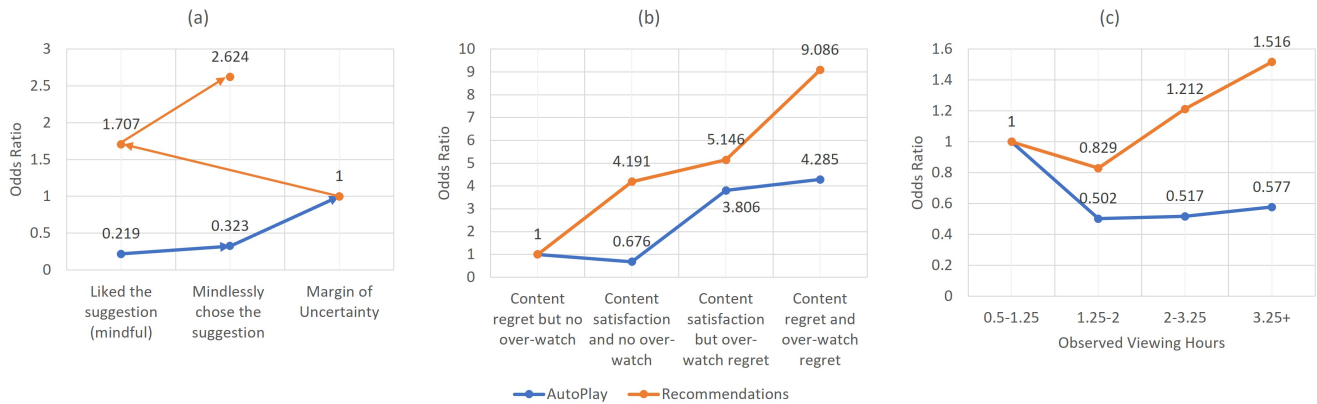 (a)
Odds Ratio
3
2.5
2
1.5
1
0.5
0
2.624
1.707
1
0.219
0.323
Liked the
suggestion
(mindful)
Mindlessly
chose the
suggestion
Margin of
Uncertainty
(b)
Odds Ratio
10
9
8
7
6
5
4
3
2
1
0
1
4.191
5.146
9.086
0.676
3.806
4.285
Content
regret but no
over-watch
Content
satisfaction
and no over-
watch
Content
satisfaction
but over-
watch regret
Content
regret and
over-watch
regret
(c)
Odds Ratio
1.6
1.4
1.2
1
0.8
0.6
0.4
0.2
0
1
0.829
1.212
1.516
0.502
0.517
0.577
0.5-1.25
1.25-2
2-3.25
3.25+
Observed Viewing Hours
AutoPlay
Recommendations